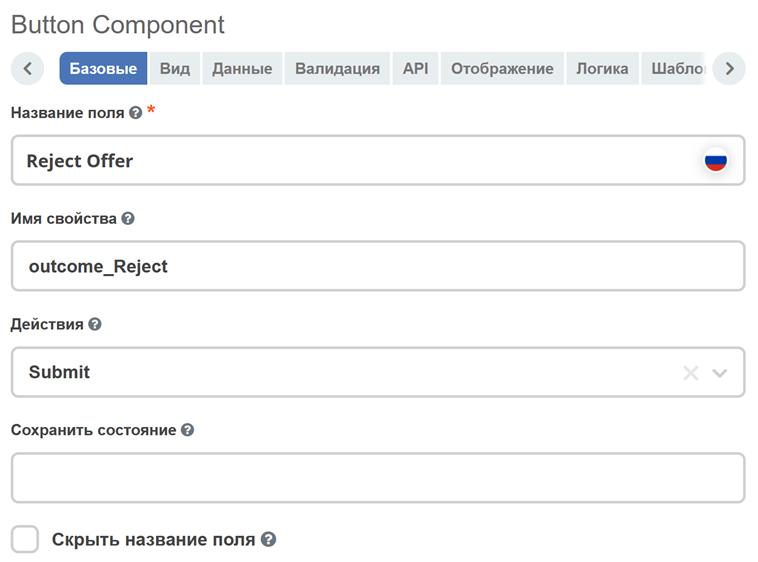 Button Component
Базовые Вид Данные Валидация API Отображение Логика Шабло
Название поля *
Reject Offer
Имя свойства
outcome_Reject
Действия
Submit
Сохранить состояние
Скрыть название поля